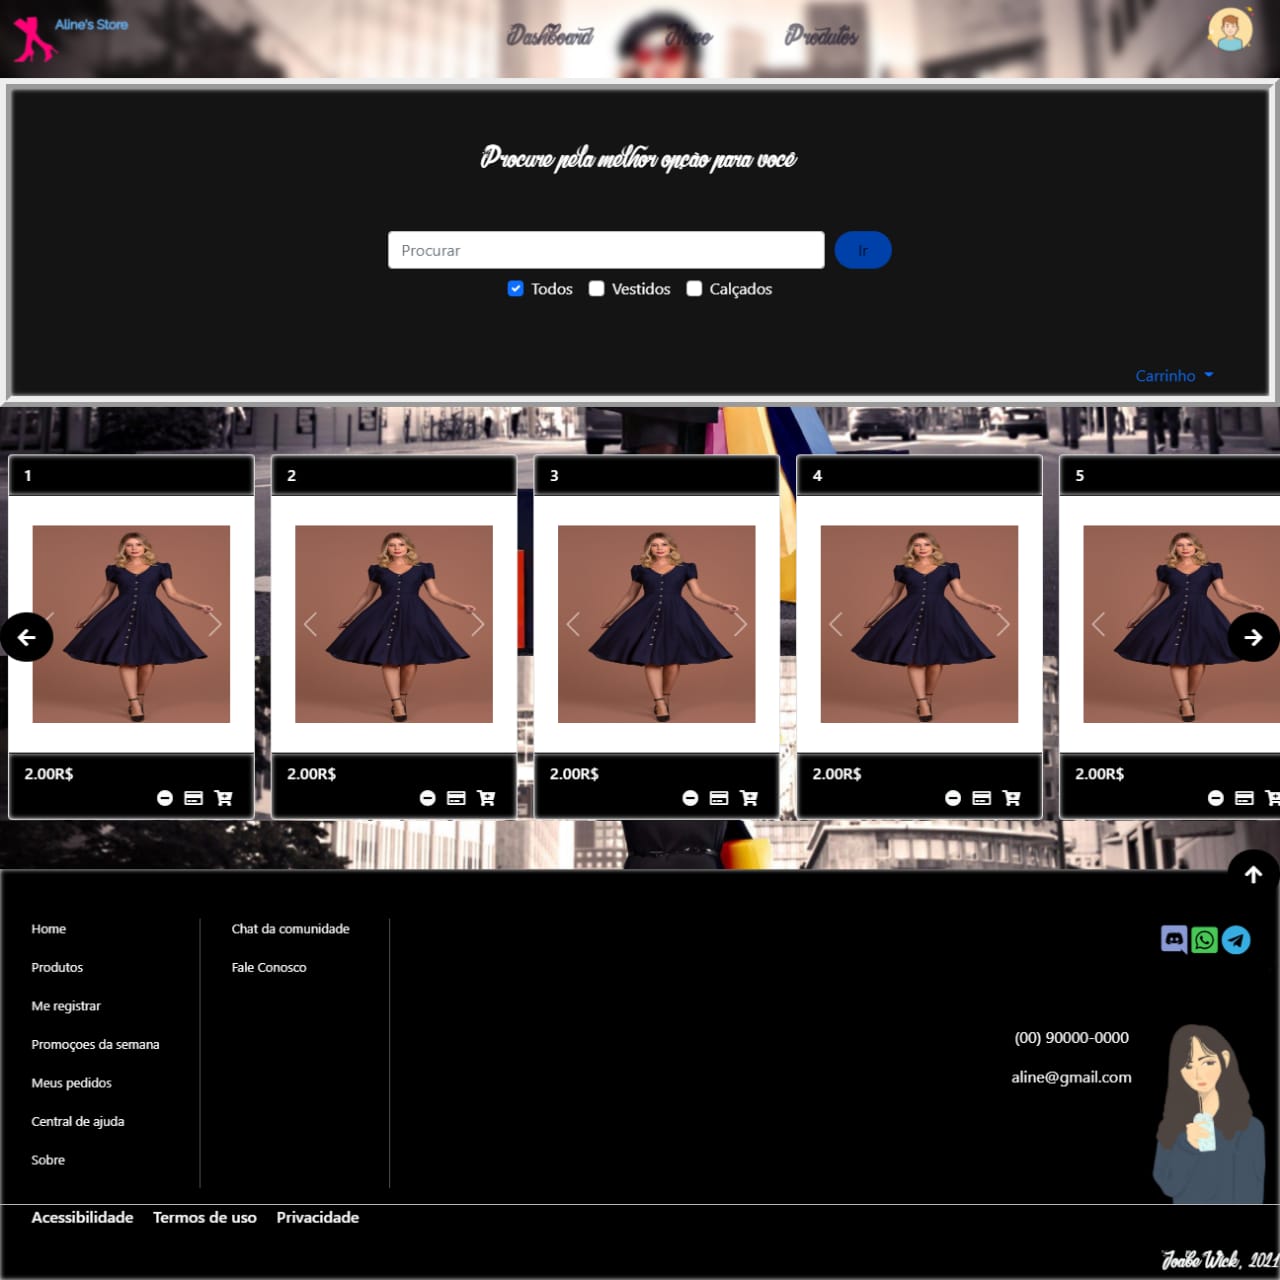 Aline's Store
Dashboard Novo Produtos
Procure pela melhor opção para você
Procurar Ir
Todos Vestidos Calçados
Carrinho
1 2 3 4 5
2.00R$ 2.00R$ 2.00R$ 2.00R$ 2.00R$
Home
Produtos
Me registrar
Promoçoes da semana
Meus pedidos
Central de ajuda
Sobre
Chat da comunidade
Fale Conosco
(00) 90000-0000
aline@gmail.com
Acessibilidade Termos de uso Privacidade
Joabe Wick, 2021